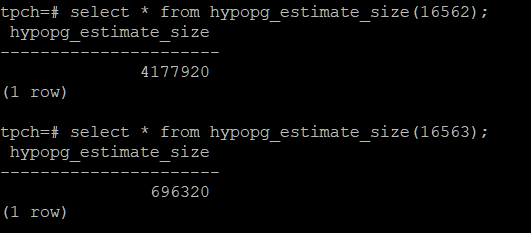 tpch=# select * from hypopg_estimate_size(16562);
hypopg_estimate_size
----------------------
4177920
(1 row)
tpch=# select * from hypopg_estimate_size(16563);
hypopg_estimate_size
----------------------
696320
(1 row)